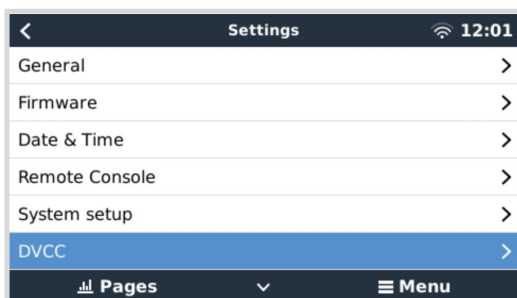 Settings 12:01
General
Firmware
Date & Time
Remote Console
System setup
DVCC
Pages Menu